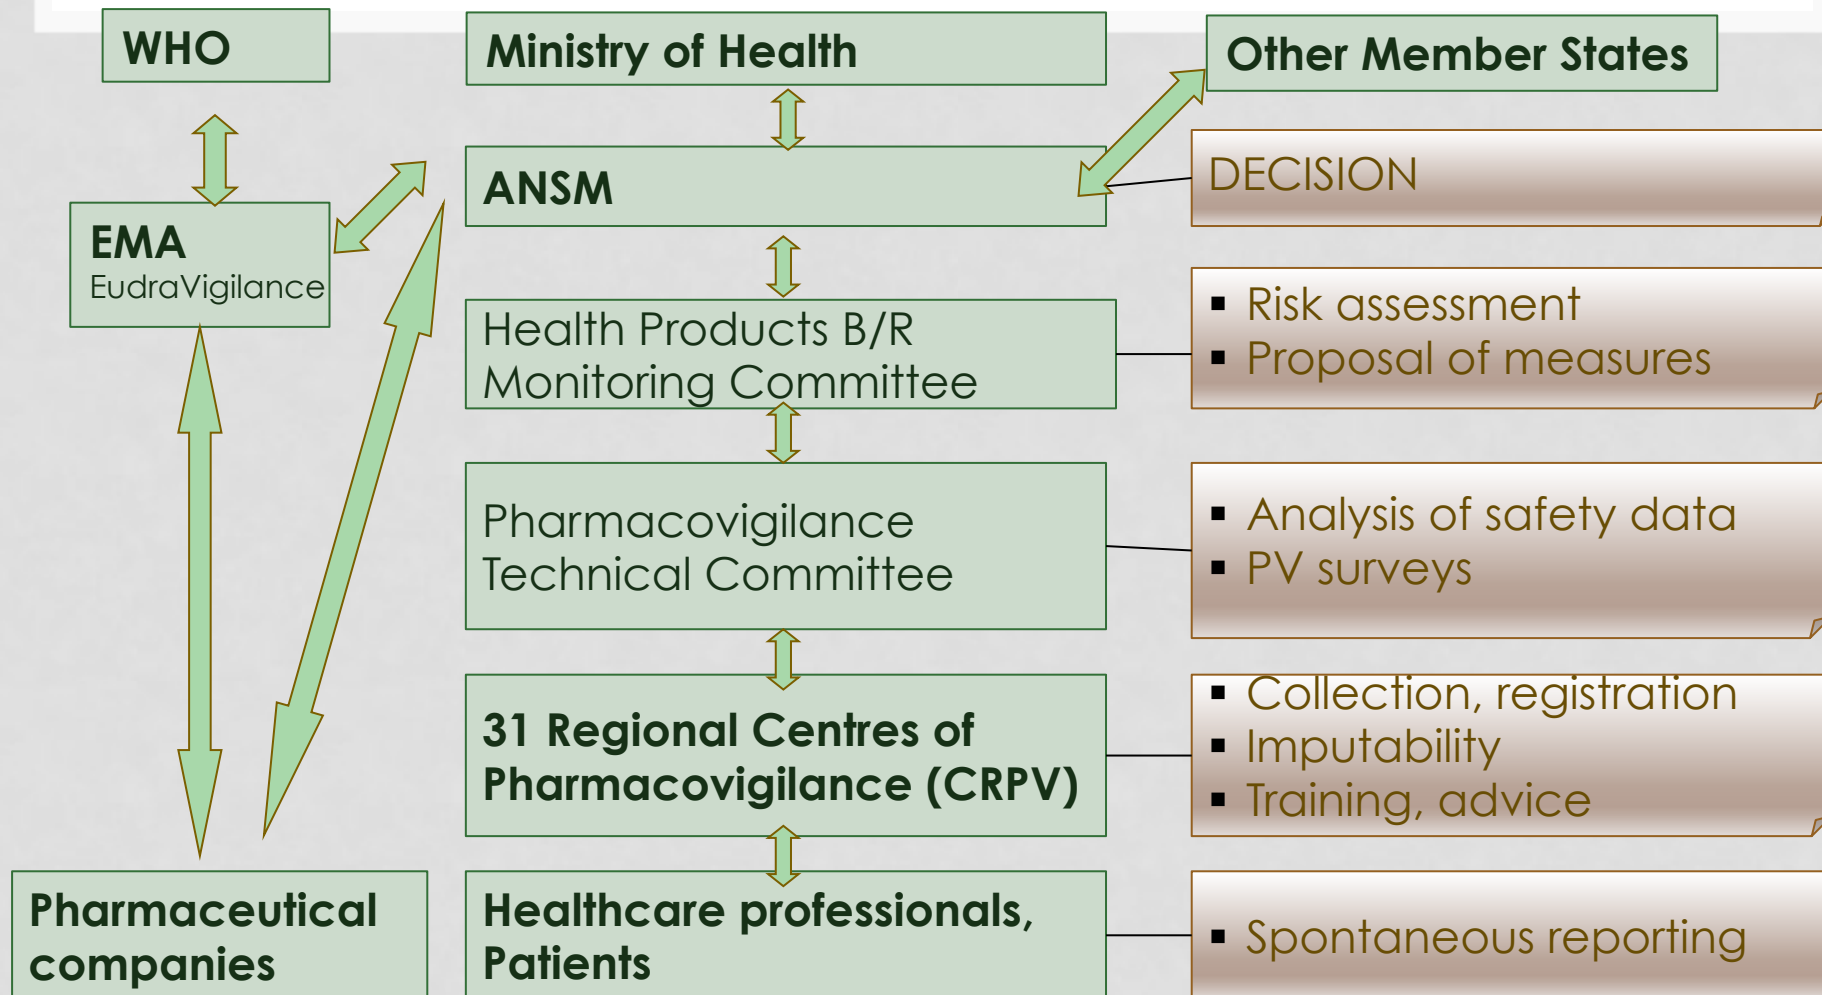 WHO
Ministry of Health
Other Member States
ANSM
DECISION
EMA
EudraVigilance
Health Products B/R
Monitoring Committee
▪ Risk assessment
▪ Proposal of measures
Pharmacovigilance
Technical Committee
▪ Analysis of safety data
▪ PV surveys
31 Regional Centres of
Pharmacovigilance (CRPV)
▪ Collection, registration
▪ Imputability
▪ Training, advice
Pharmaceutical
companies
Healthcare professionals,
Patients
▪ Spontaneous reporting